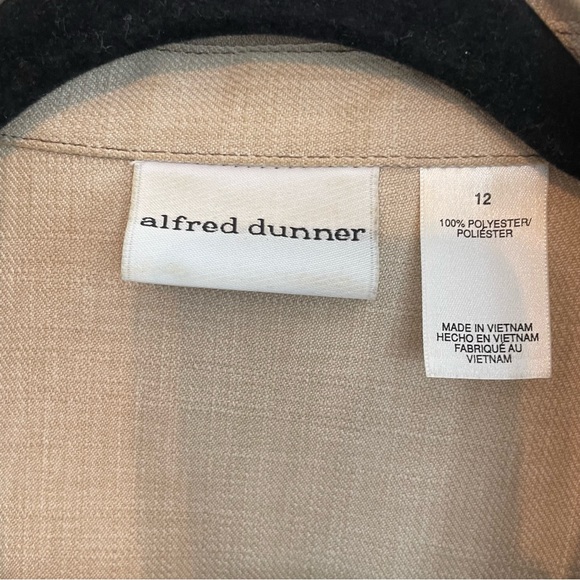 alfred dunner
12
100% POLYESTER/
POLIÉSTER
MADE IN VIETNAM
HECHO EN VIETNAM
FABRIQUÉ AU
VIETNAM